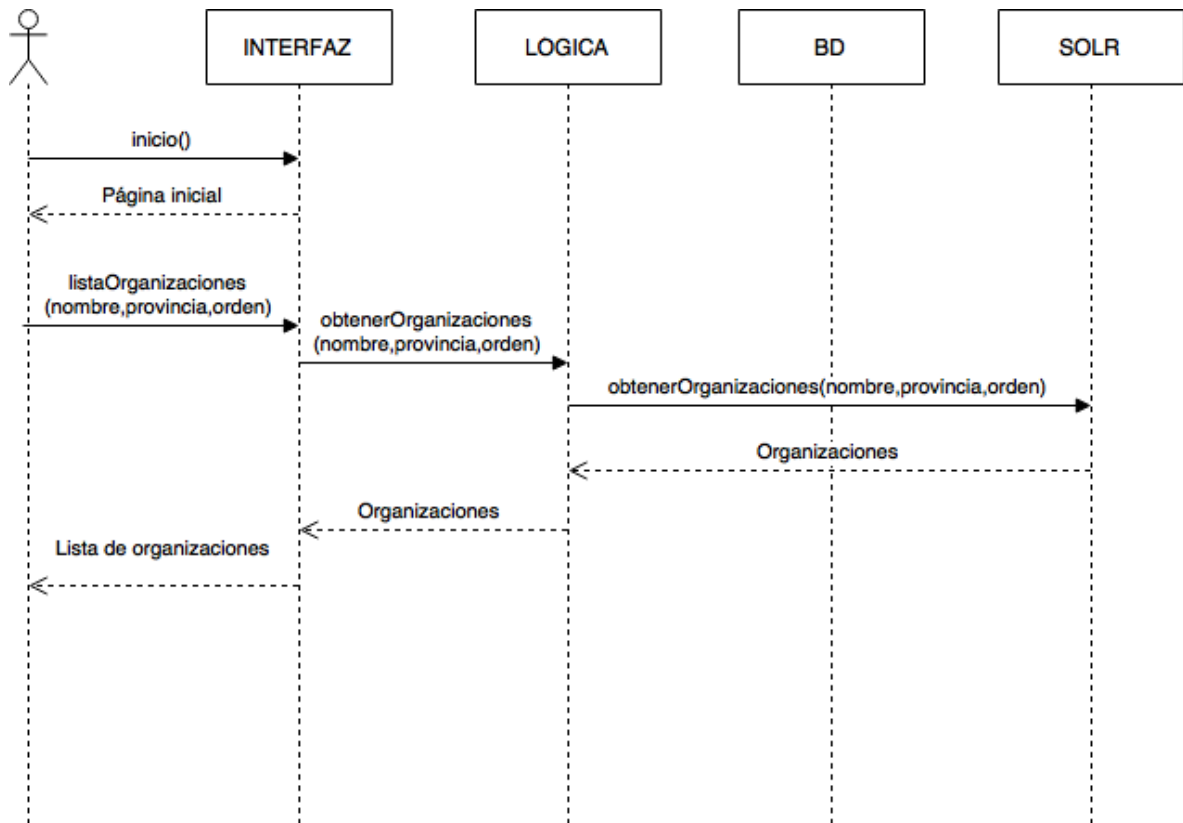 INTERFAZ
LOGICA
BD
SOLR
inicio()
Página inicial
listaOrganizaciones
(nombre,provincia,orden)
obtenerOrganizaciones
(nombre,provincia,orden)
obtenerOrganizaciones(nombre,provincia,orden)
Organizaciones
Organizaciones
Lista de organizaciones